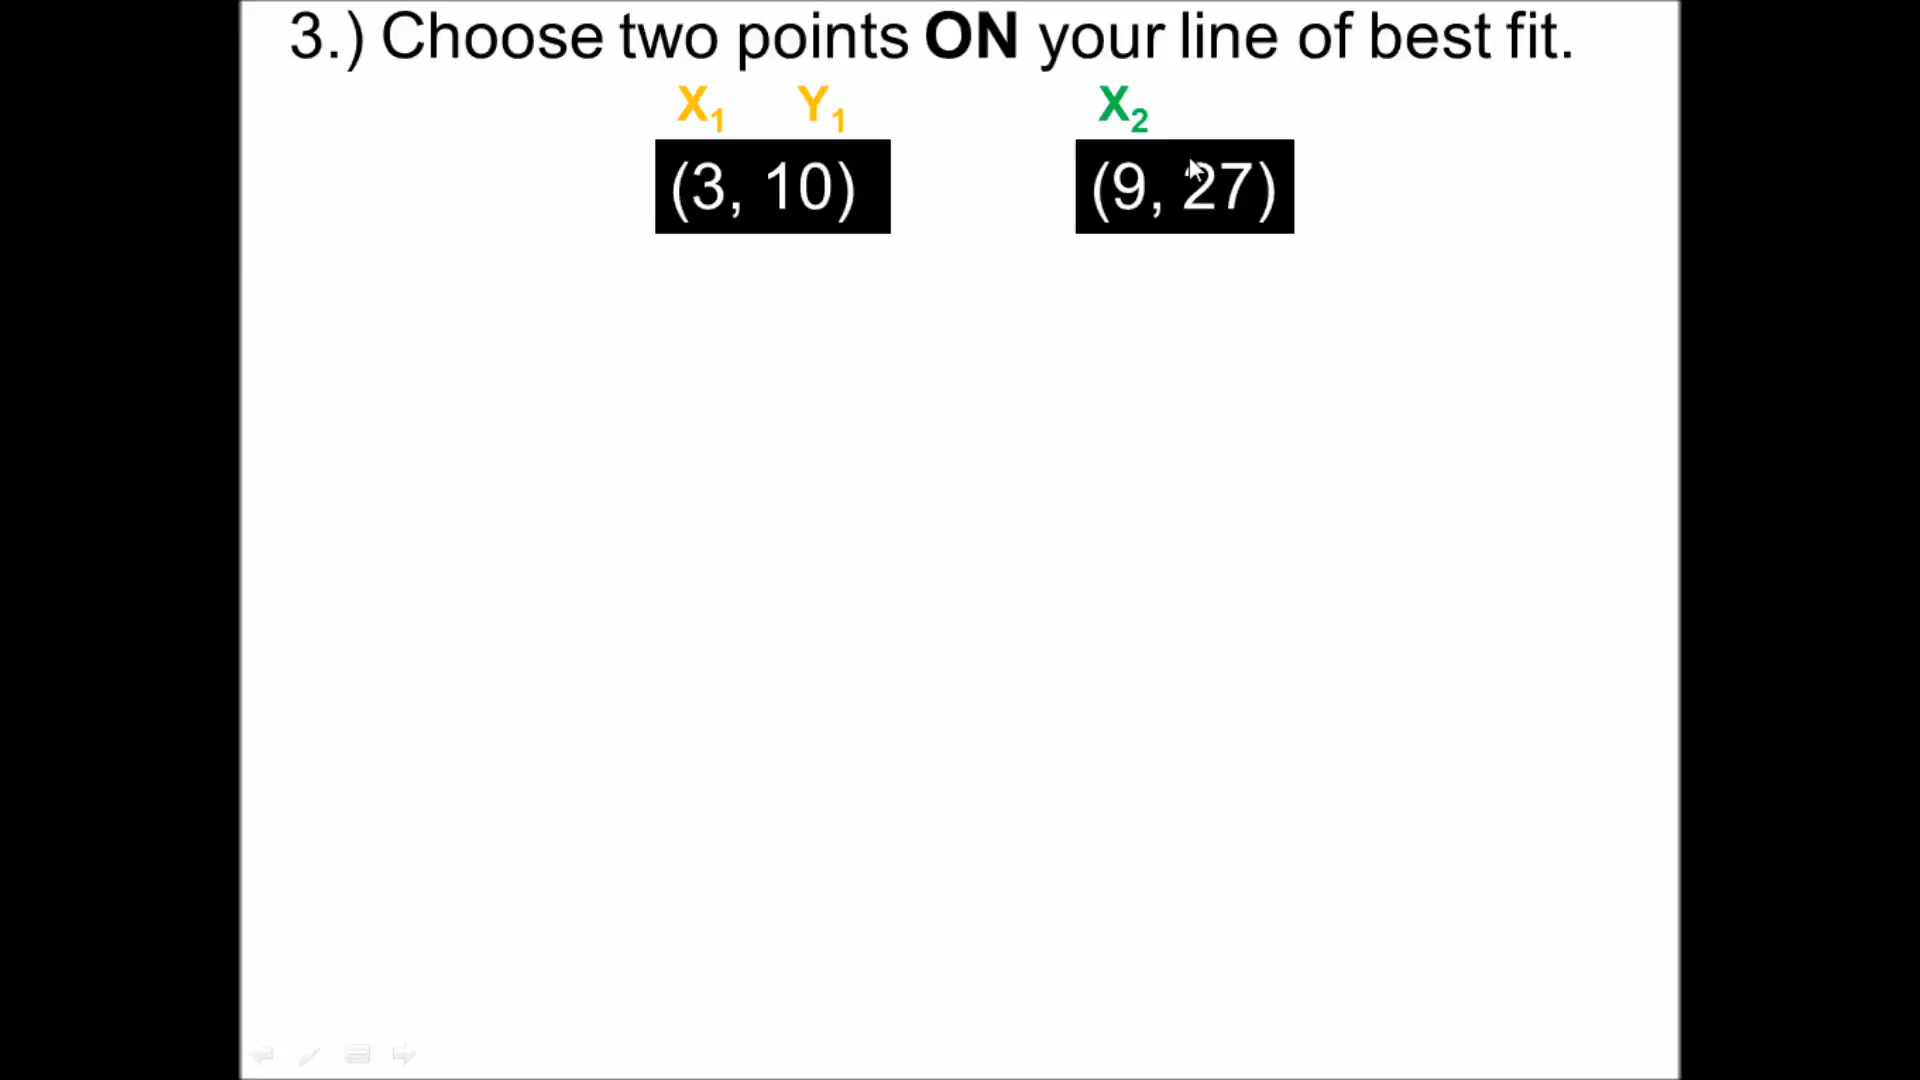 3.) Choose two points ON your line of best fit.
X₁ Y₁ X₂
(3, 10) (9, 27)